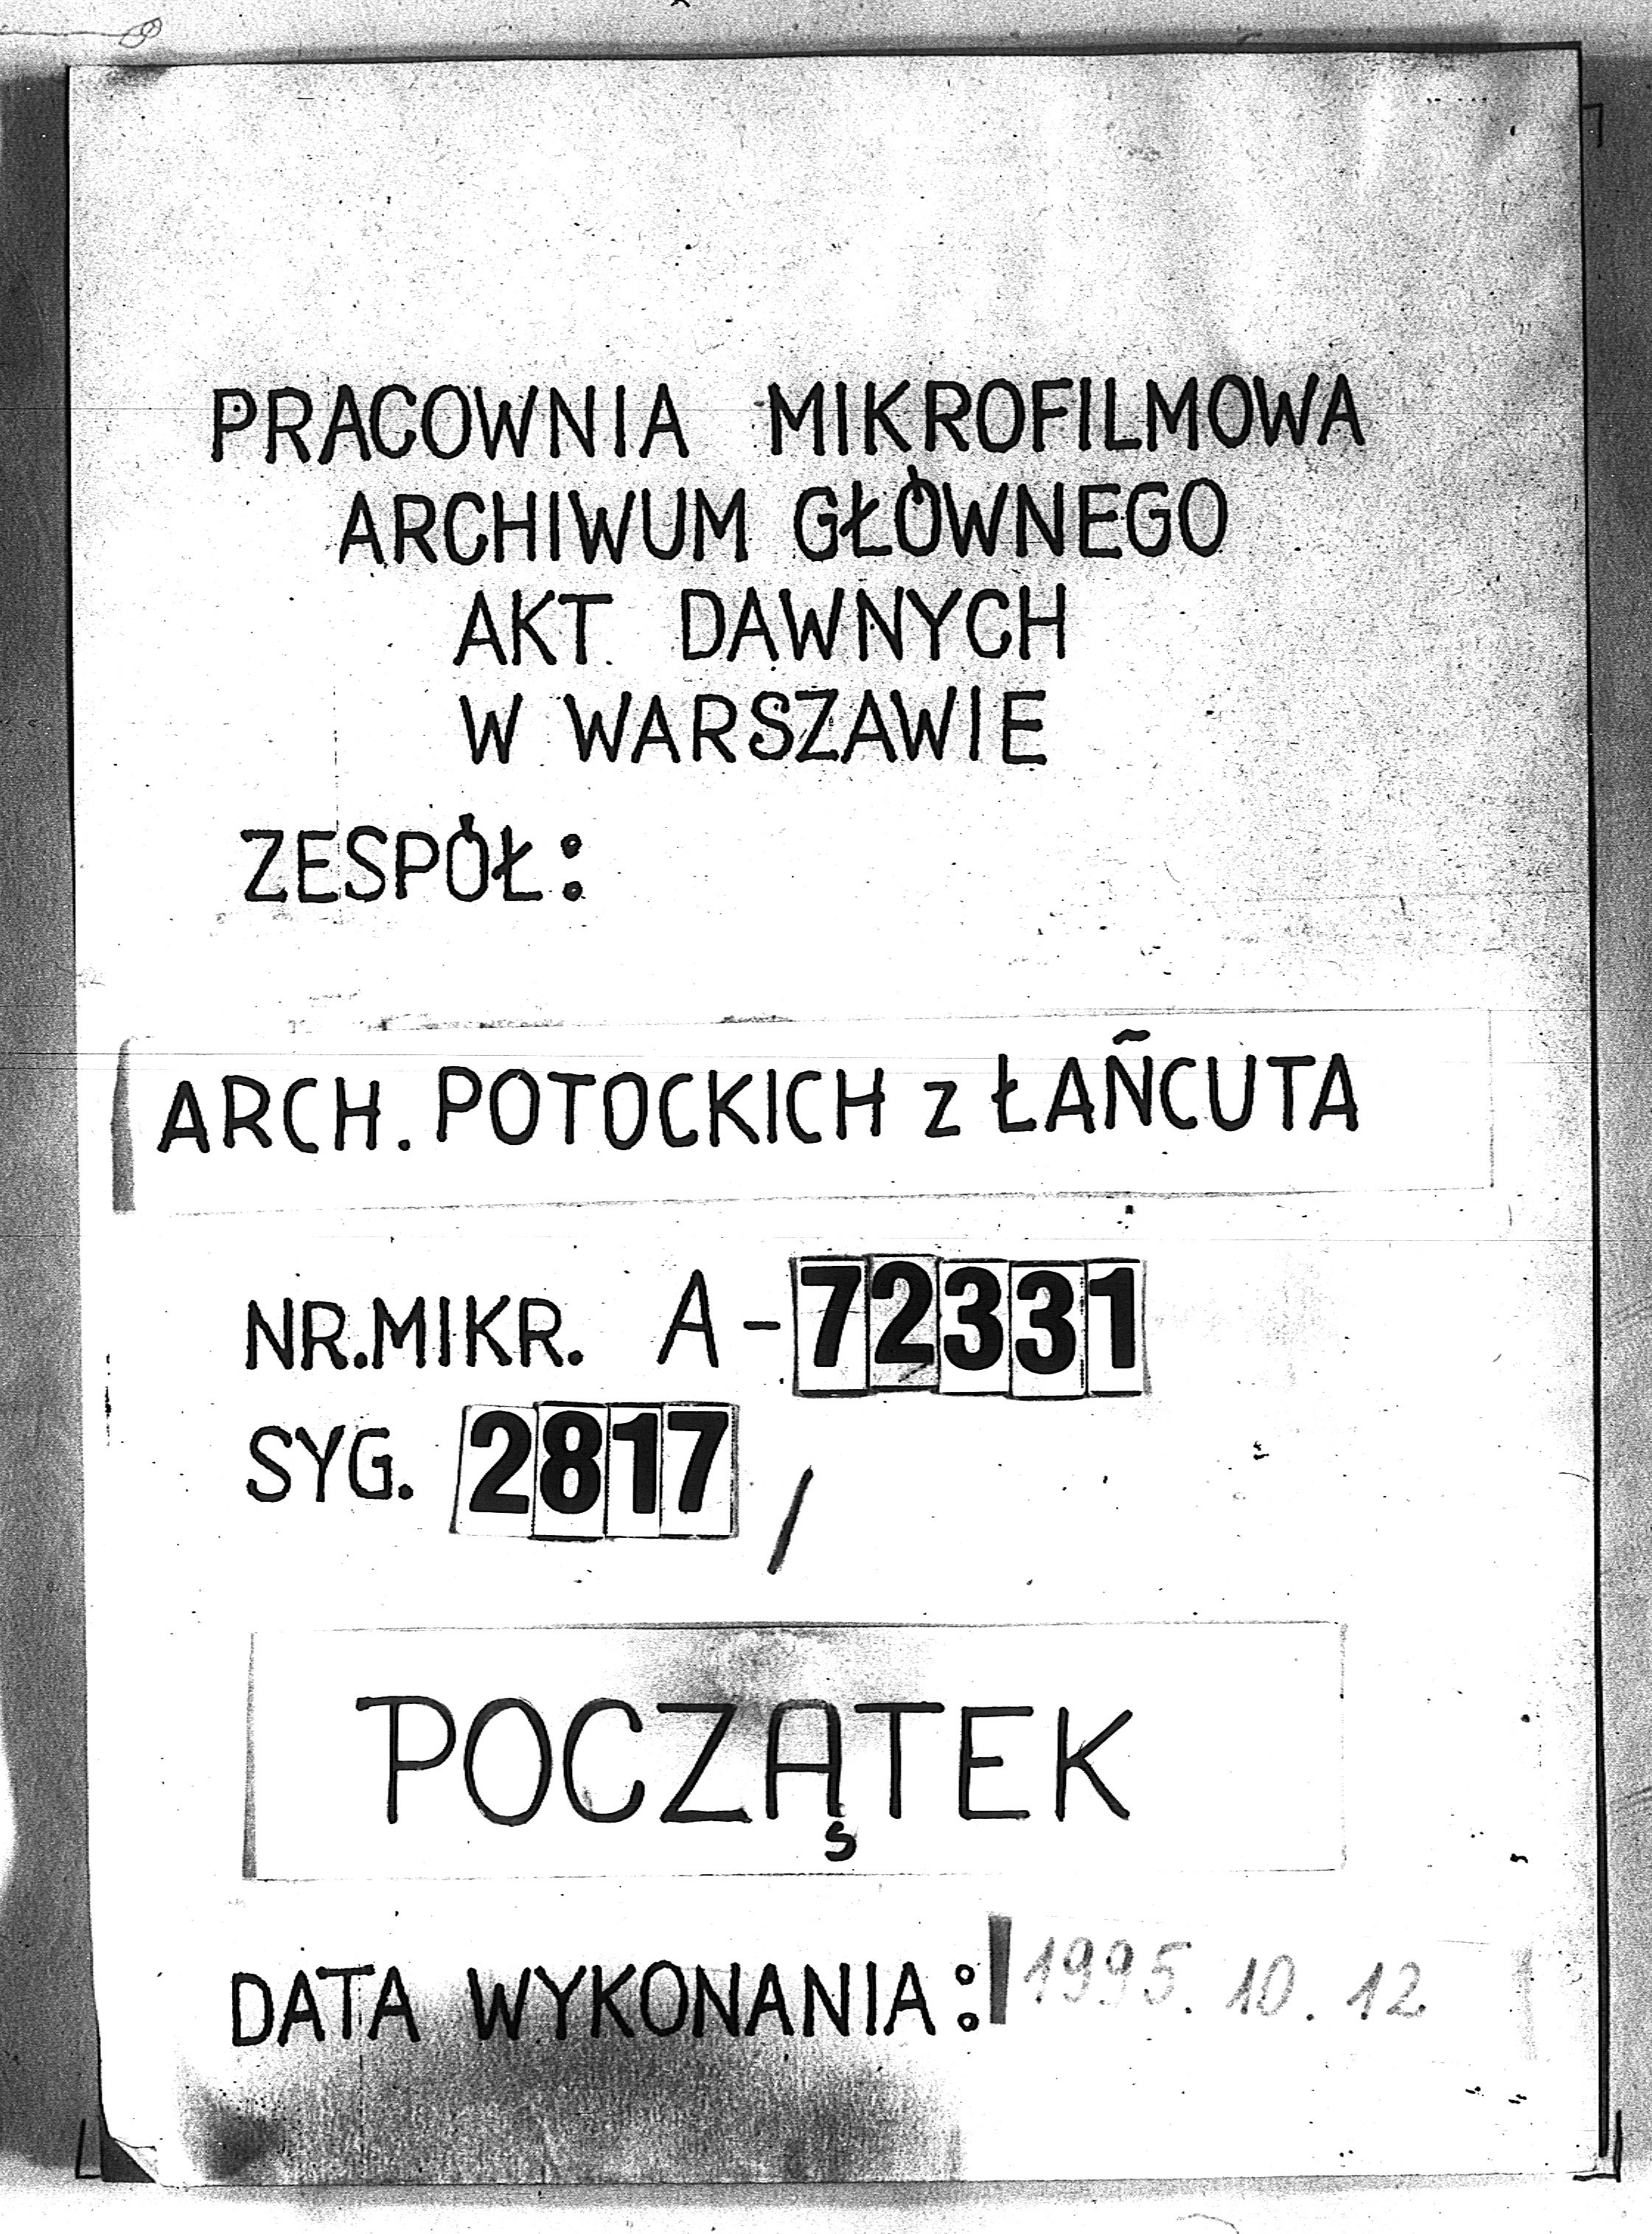 PRACOWNIA MIKROFILMOWA
ARCHIWUM GŁÓWNEGO
AKT DAWNYCH
W WARSZAWIE
ZESPÓŁ:
ARCH. POTOCKICH z ŁAŃCUTA
NR.MIKR. A-72331
SYG. 2817/
POCZĄTEK
DATA WYKONANIA: 1995. 10. 12